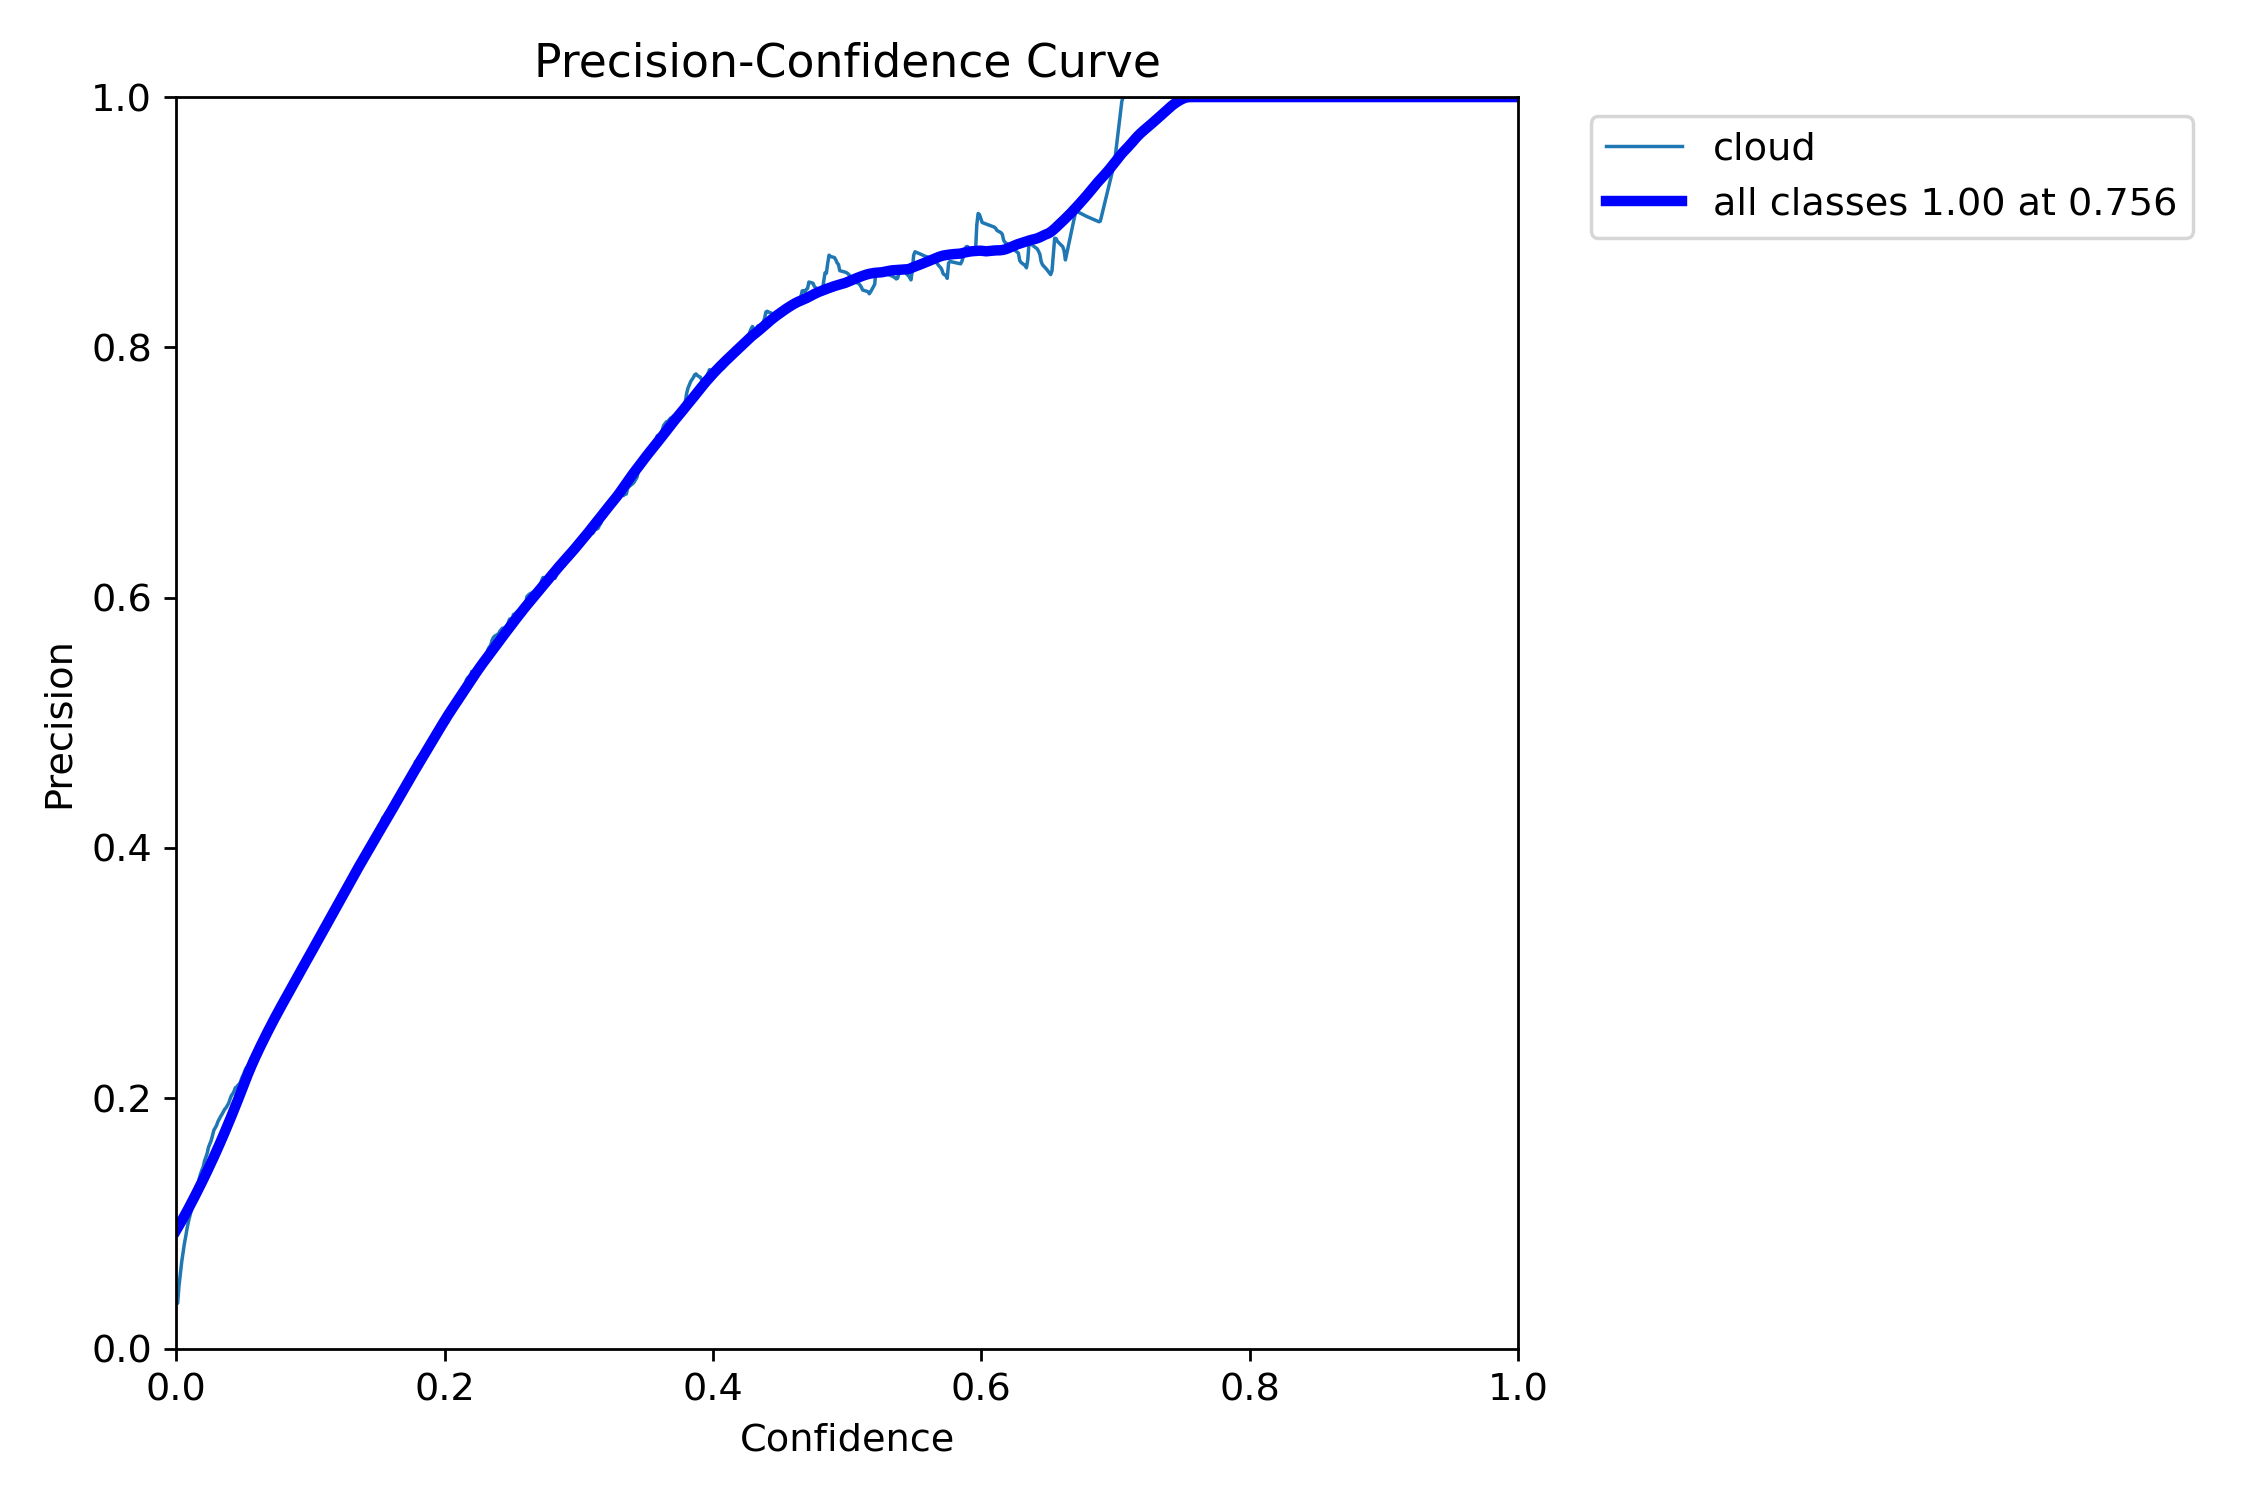 Precision-Confidence Curve
1.0
0.8
0.6
0.4
0.2
0.0
Precision
0.0 0.2 0.4 0.6 0.8 1.0
Confidence
cloud
all classes 1.00 at 0.756